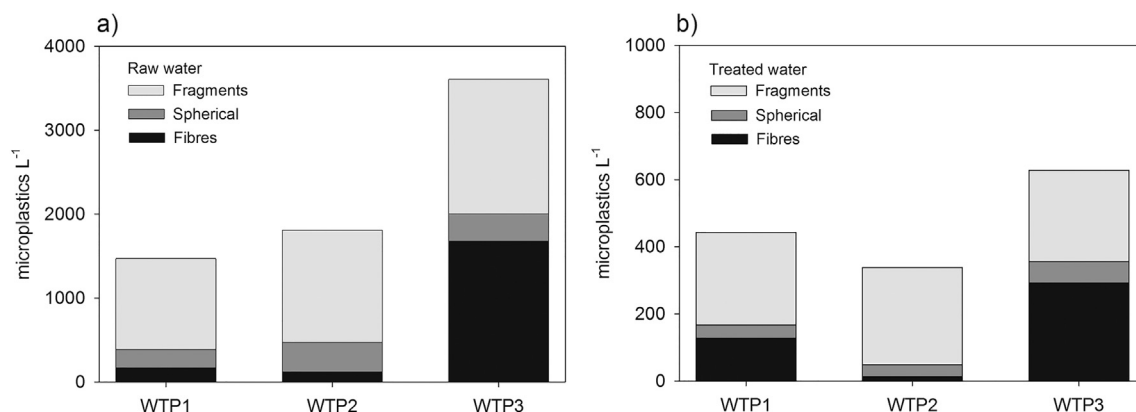 a)
4000
3000
2000
1000
0
microplastics L⁻¹
Raw water
Fragments
Spherical
Fibres
WTP1 WTP2 WTP3
b)
1000
800
600
400
200
0
microplastics L⁻¹
Treated water
Fragments
Spherical
Fibres
WTP1 WTP2 WTP3